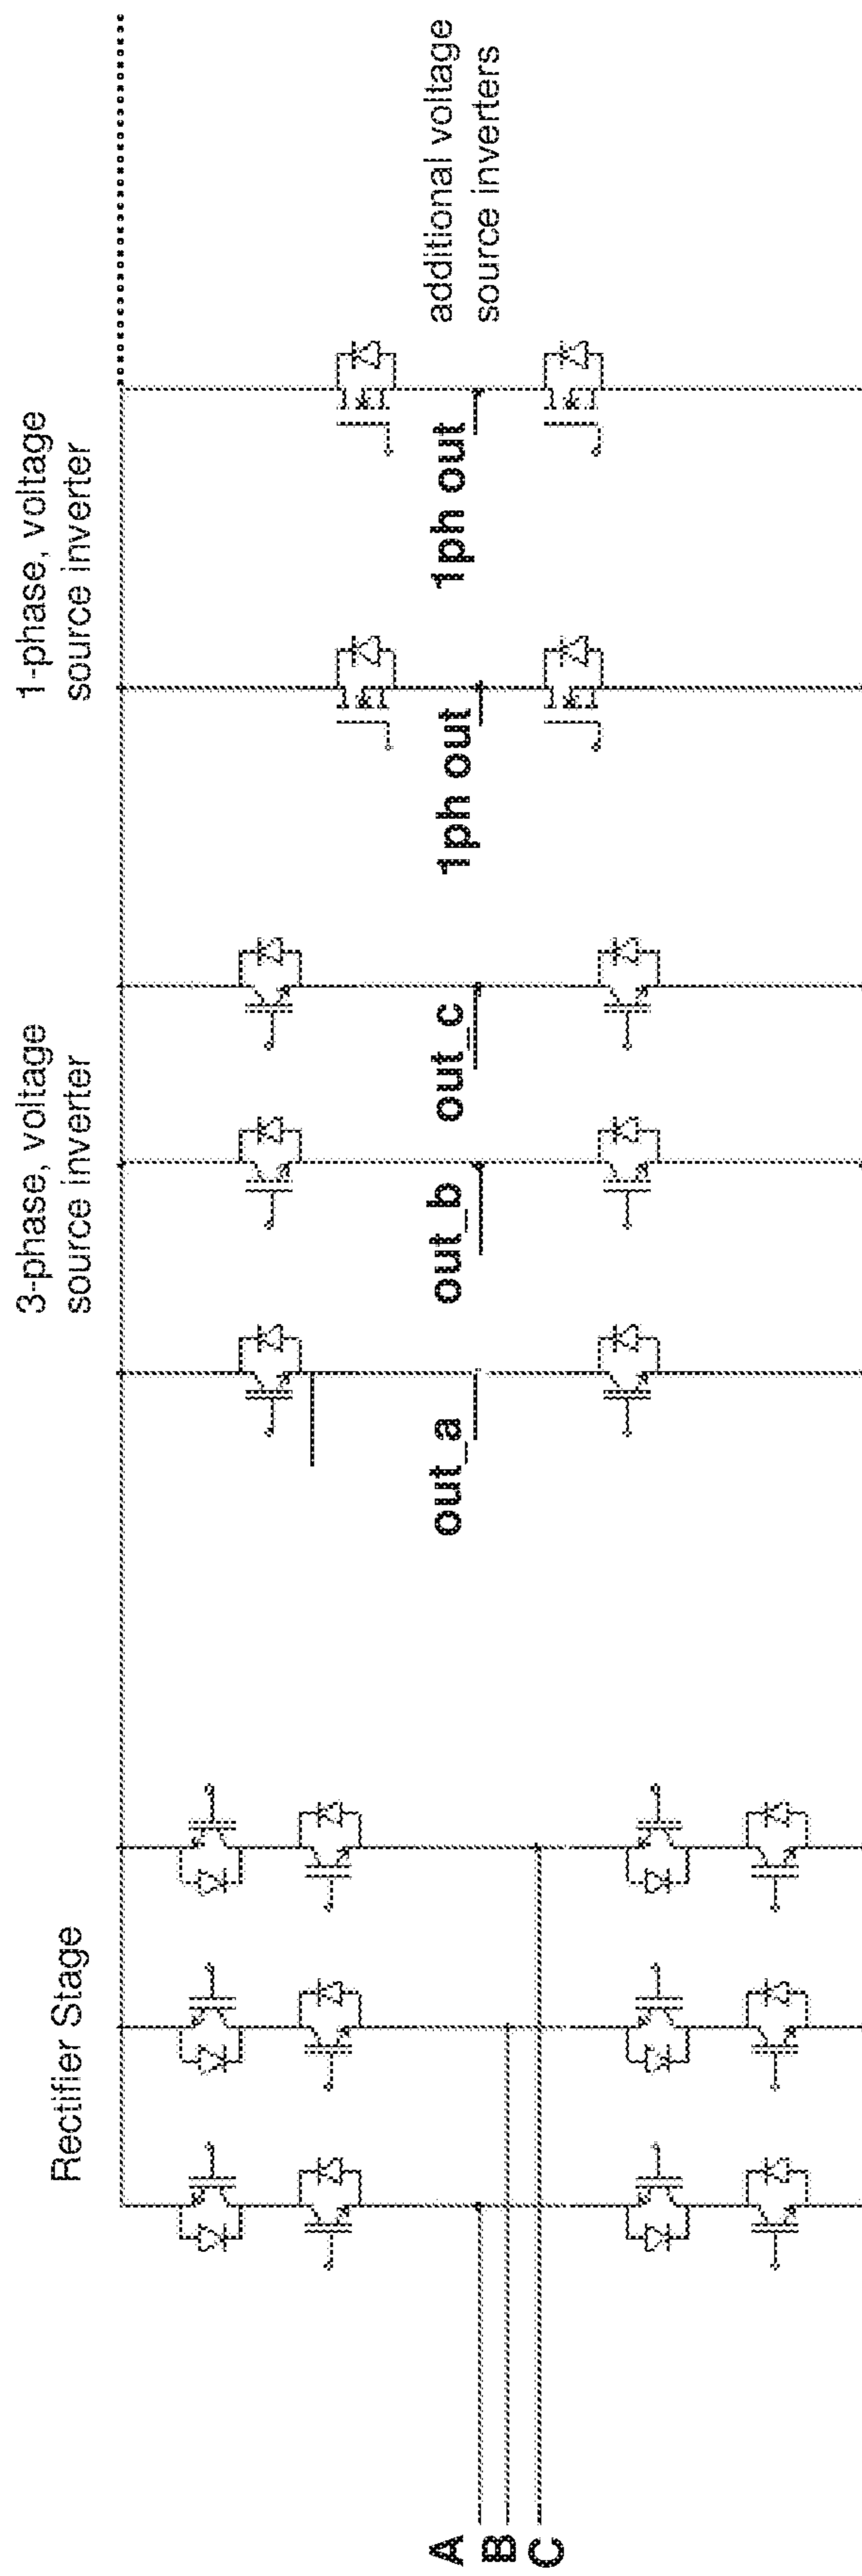 Rectifier Stage
3-phase, voltage
source inverter
1-phase, voltage
source inverter
A
B
C
out_a
out_b
out_c
1ph out
1ph out
additional voltage
source inverters